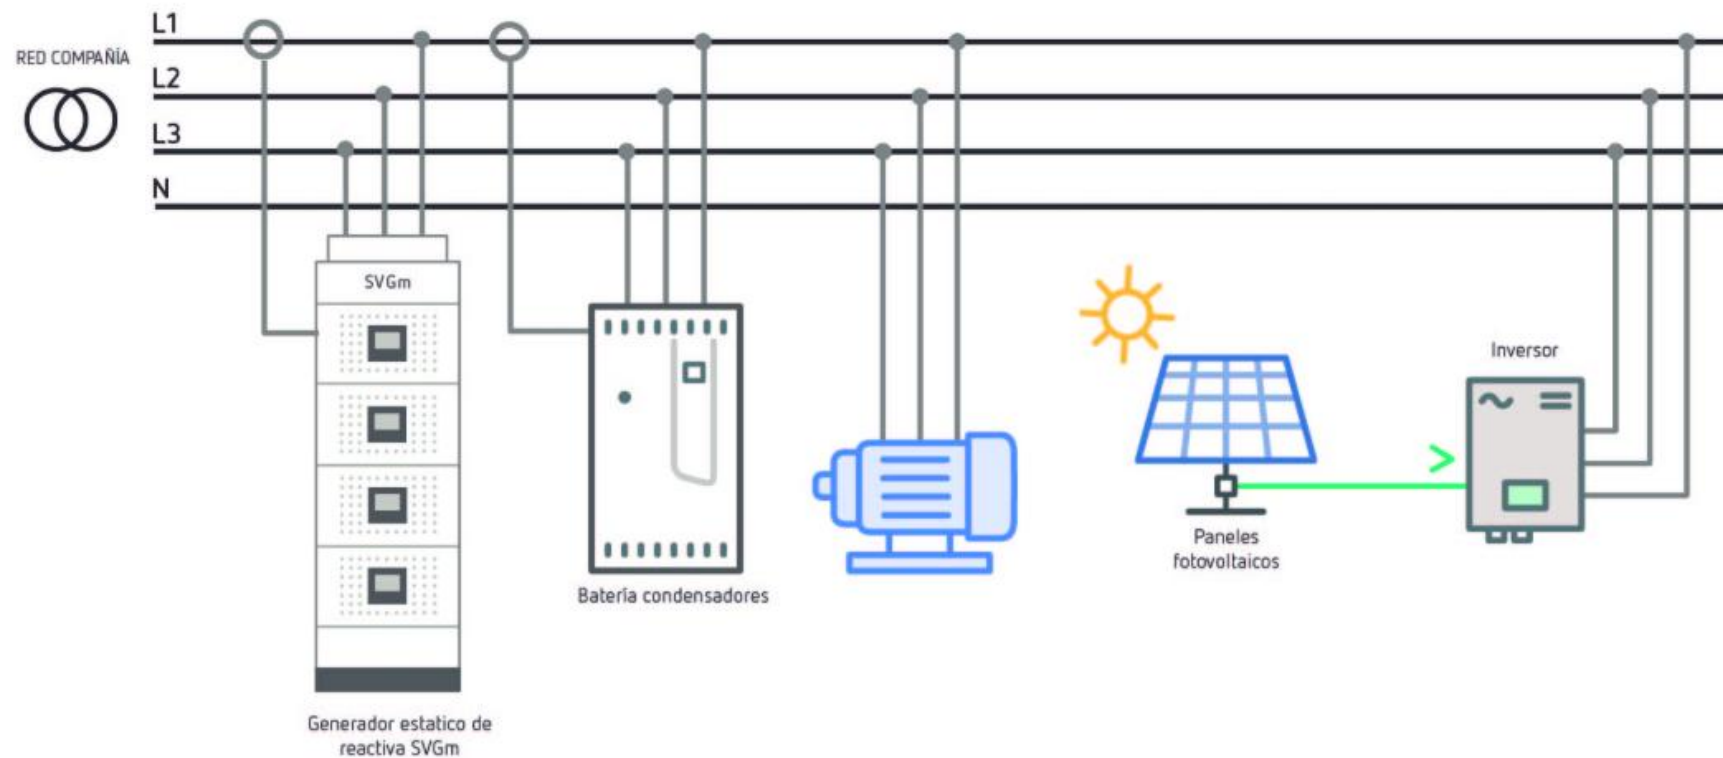 L1
RED COMPAÑÍA
L2
L3
N
SVGm
Inversor
Paneles
fotovoltaicos
Batería condensadores
Generador estatico de
reactiva SVGm